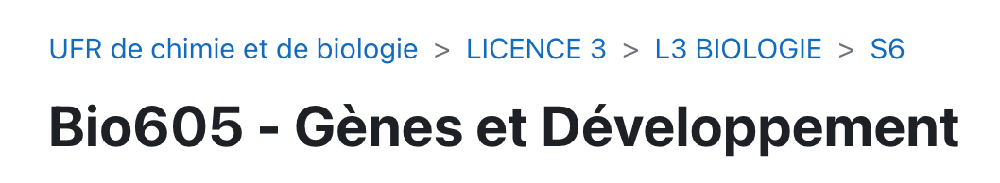 UFR de chimie et de biologie > LICENCE 3 > L3 BIOLOGIE > S6
Bio605 - Gènes et Développement